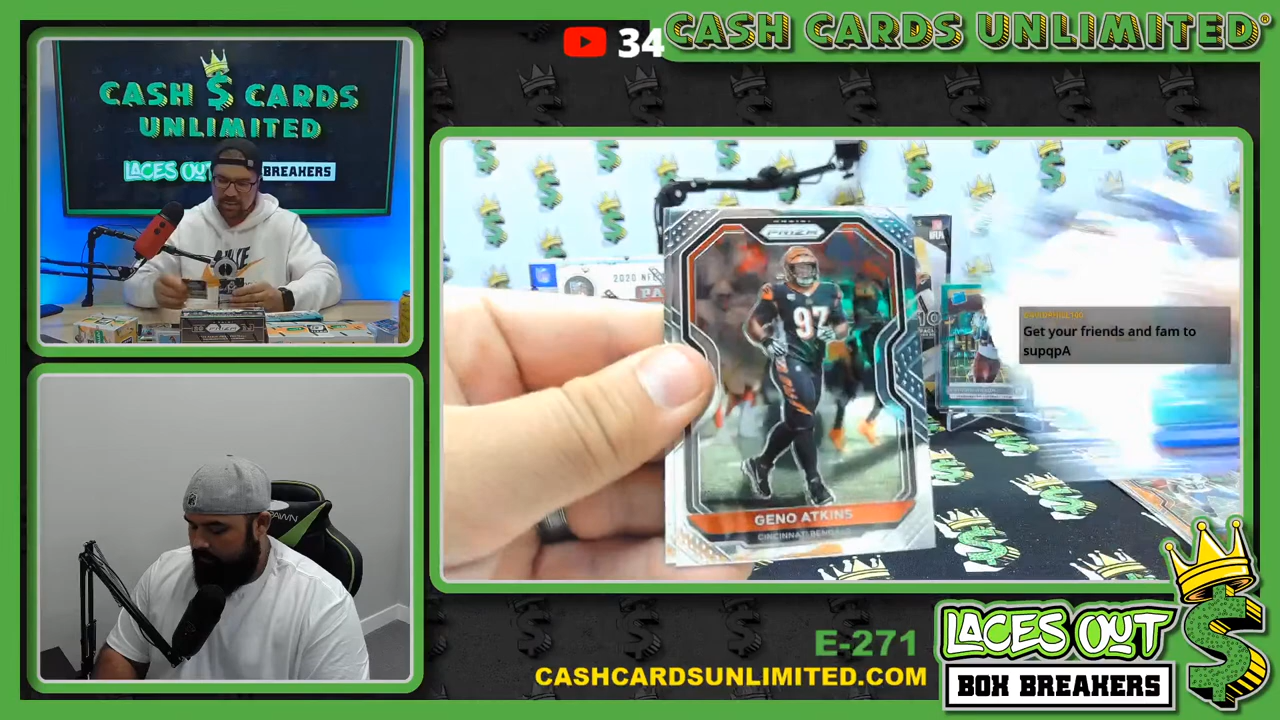 CASH CARDS UNLIMITED®
34
CASH $ CARDS
UNLIMITED
LACES OUT
BREAKERS
2020 NFL
PRIZM
97
GENO ATKINS
CINCINNATI BENGALS
Get your friends and fam to
supqpA
E-271
CASHCARDSUNLIMITED.COM
LACES OUT
BOX BREAKERS